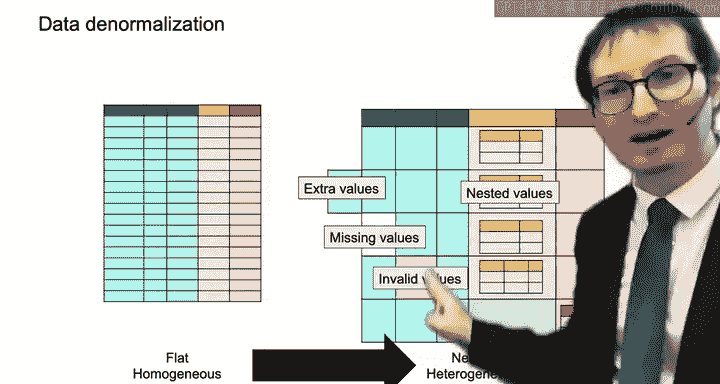 Data denormalization
Extra values
Nested values
Missing values
Invalid values
Flat
Homogeneous